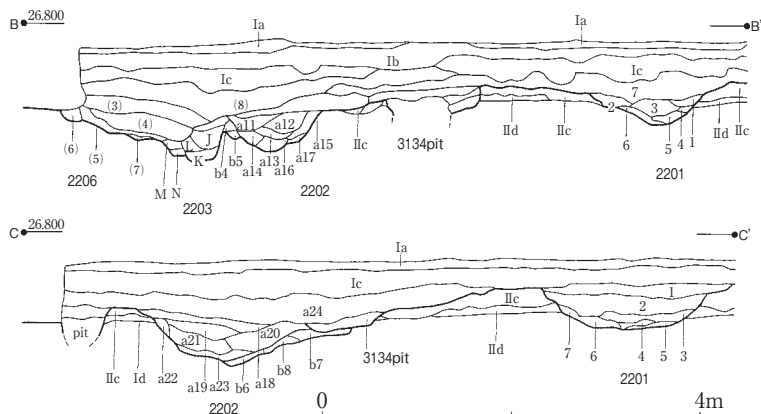 B 26.800 Ia Ia B'
Ib
Ic Ic
(3) (8) 7
(4) a11 a12 2 3
J IId IIc IId IIc
(6) L K b4 b5 a14 a13 a16 a17 a15 IIc 3134pit 6 5 4 1
(5)
(7)
M N
2206 2203 2202 2201
C 26.800 Ia C'
Ic 1
IIc 2
a24
pit a21 a20
IIc Id a22 a19 a23 b6 a18 b8 b7 3134pit IId 7 6 4 5 3
2202 2201
0 4m